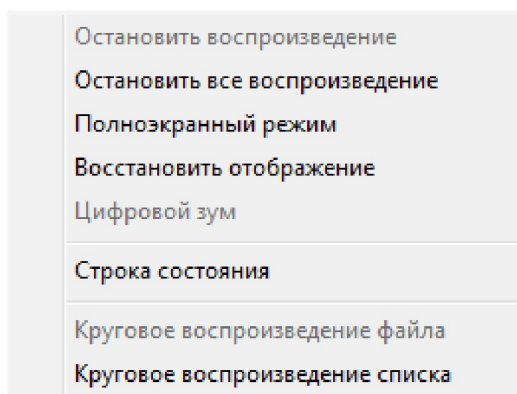 Остановить воспроизведение
Остановить все воспроизведение
Полноэкранный режим
Восстановить отображение
Цифровой зум
Строка состояния
Круговое воспроизведение файла
Круговое воспроизведение списка